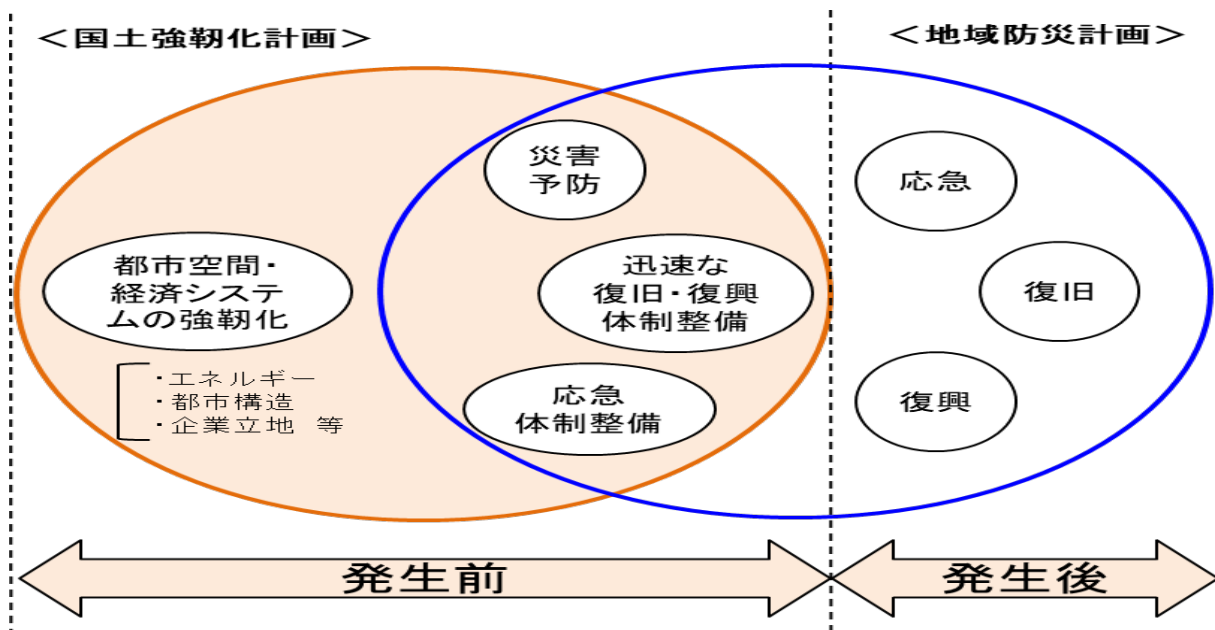 ＜国土強靭化計画＞
＜地域防災計画＞
災害
予防
応急
都市空間・
経済システ
ムの強靭化
迅速な
復旧・復興
体制整備
復旧
・エネルギー
・都市構造
・企業立地 等
応急
体制整備
復興
発生前
発生後